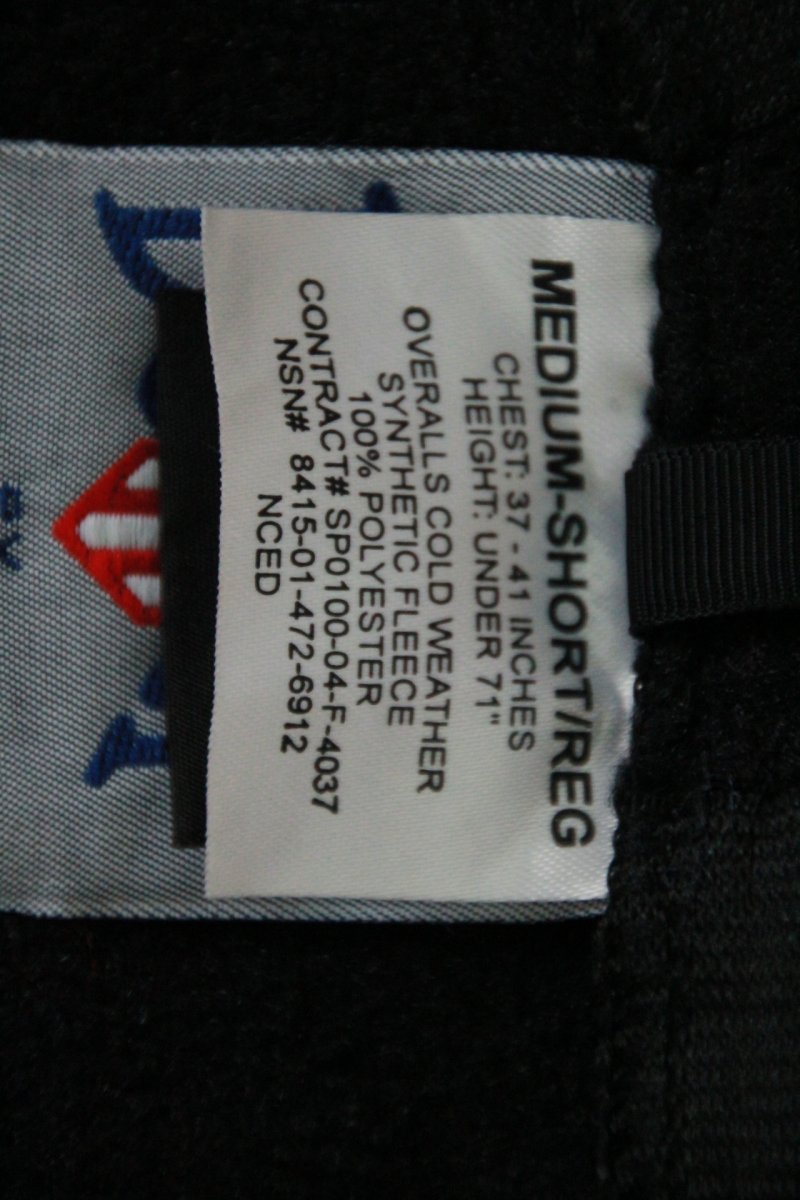 MEDIUM-SHORT/REG
CHEST: 37 - 41 INCHES
HEIGHT: UNDER 71"
OVERALLS COLD WEATHER
SYNTHETIC FLEECE
100% POLYESTER
CONTRACT# SP0100-04-F-4037
NSN# 8415-01-472-6912
NCED
BY